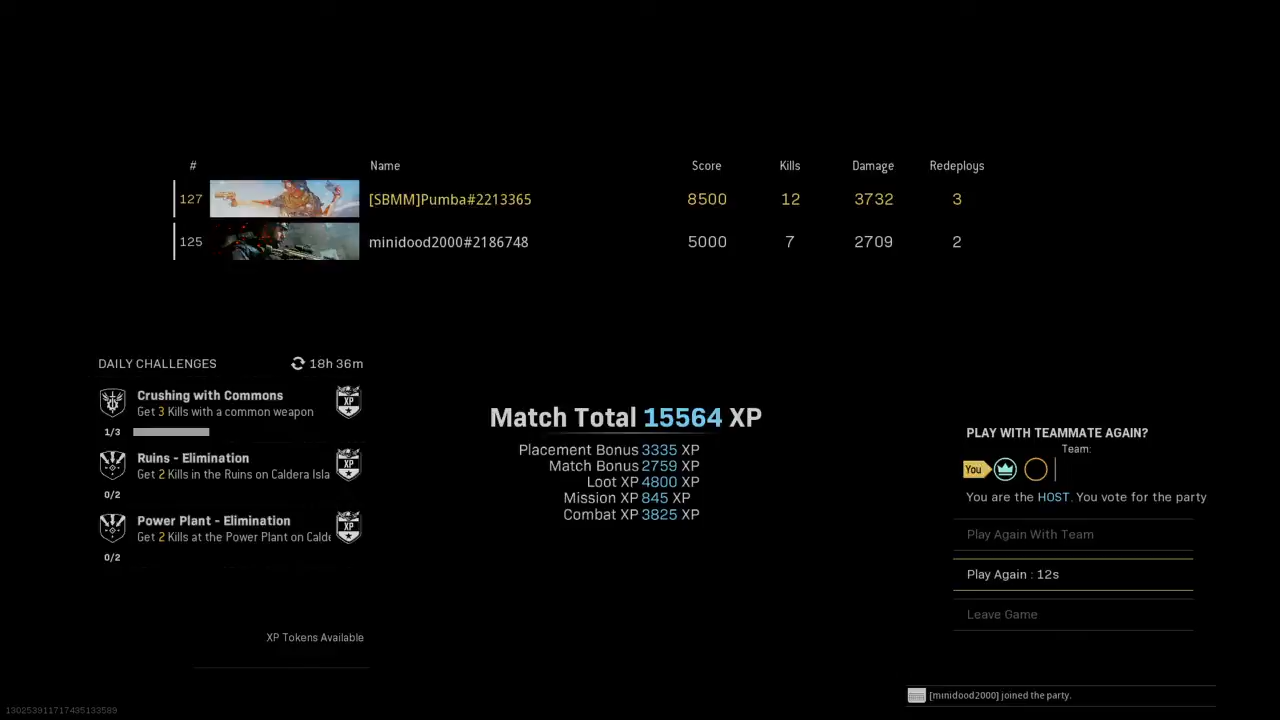 # Name Score Kills Damage Redeploys
127 [SBMM]Pumba#2213365 8500 12 3732 3
125 minidood2000#2186748 5000 7 2709 2
DAILY CHALLENGES 18h 36m
Crushing with Commons
Get 3 Kills with a common weapon
XP
1/3
Ruins - Elimination
Get 2 Kills in the Ruins on Caldera Isla
XP
0/2
Power Plant - Elimination
Get 2 Kills at the Power Plant on Calde
XP
0/2
XP Tokens Available
Match Total 15564 XP
Placement Bonus 3335 XP
Match Bonus 2759 XP
Loot XP 4800 XP
Mission XP 845 XP
Combat XP 3825 XP
PLAY WITH TEAMMATE AGAIN?
Team:
You
You are the HOST. You vote for the party
Play Again With Team
Play Again : 12s
Leave Game
[minidood2000] joined the party.
13025391171743513​3589